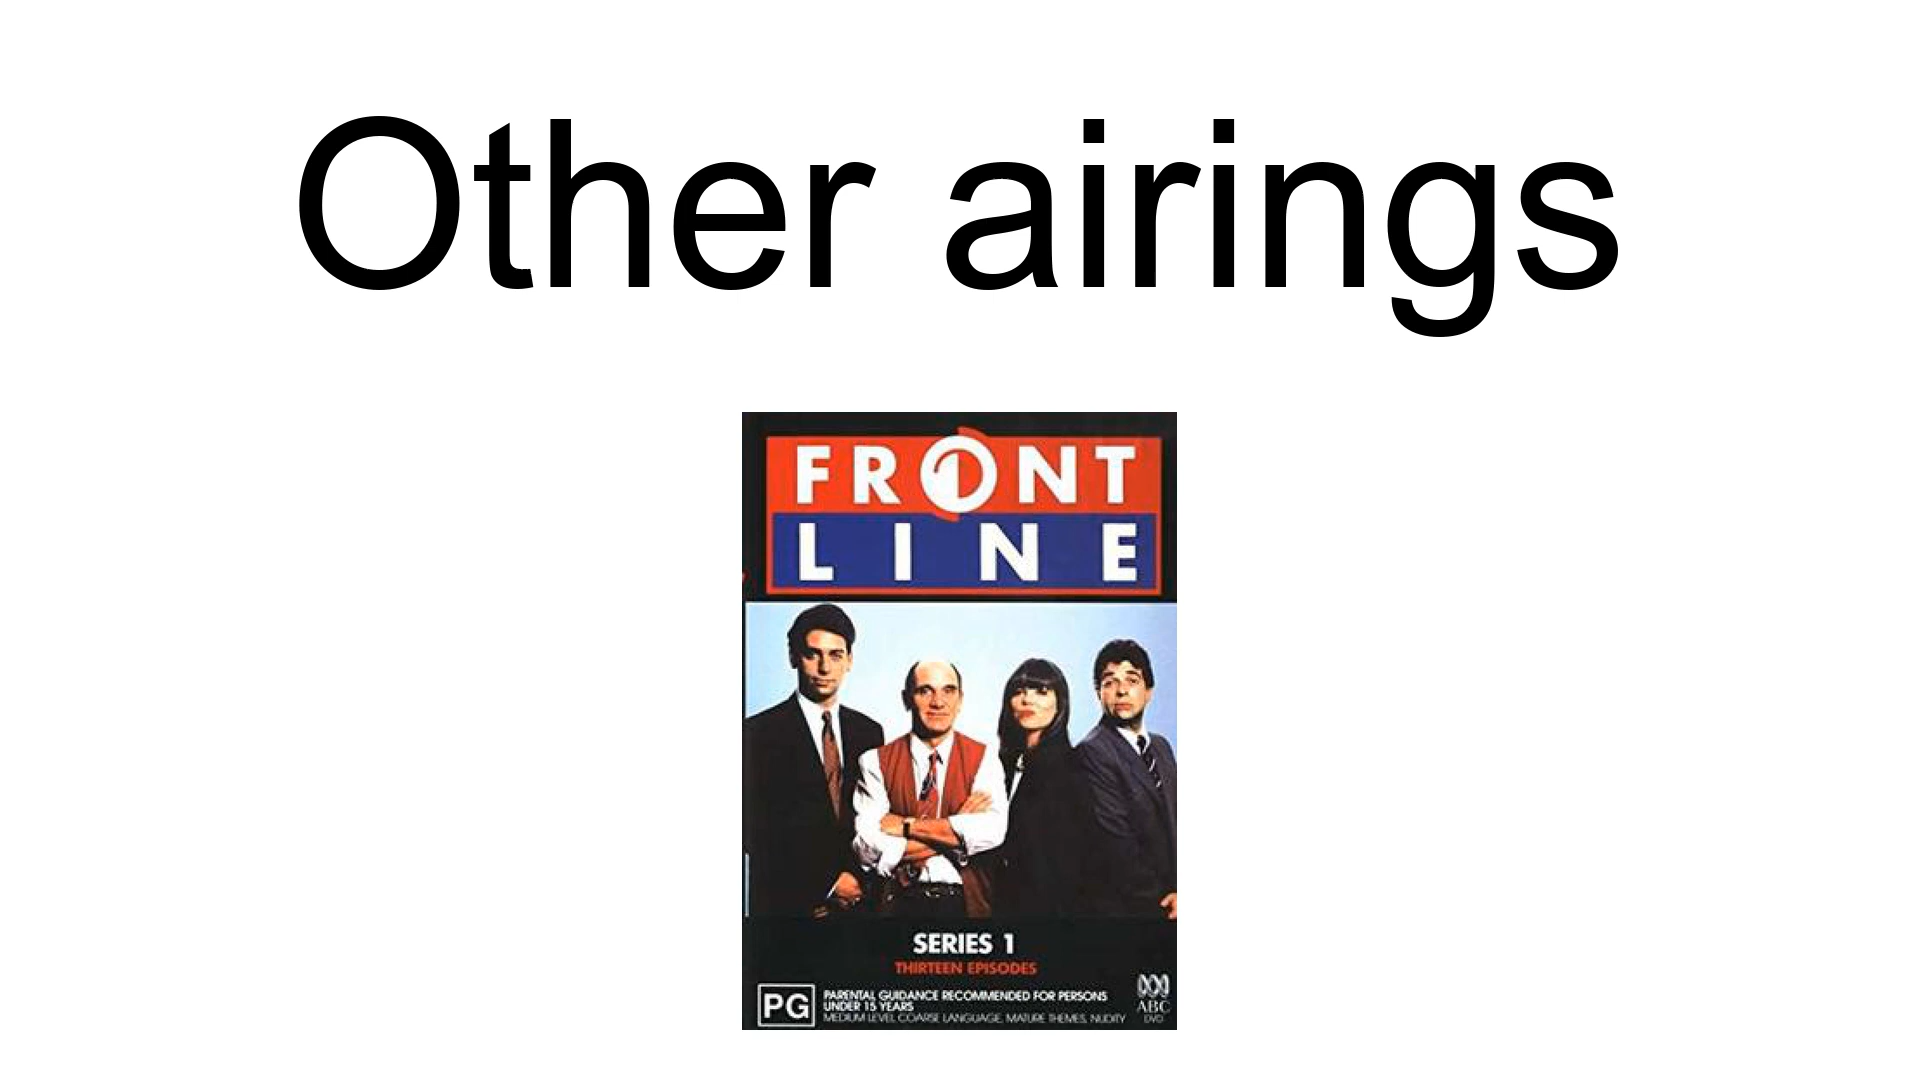 Other airings
FRONT
LINE
SERIES 1
THIRTEEN EPISODES
PG
PARENTAL GUIDANCE RECOMMENDED FOR PERSONS
UNDER 15 YEARS
MEDIUM LEVEL COARSE LANGUAGE, MATURE THEMES, NUDITY
ABC
DVD